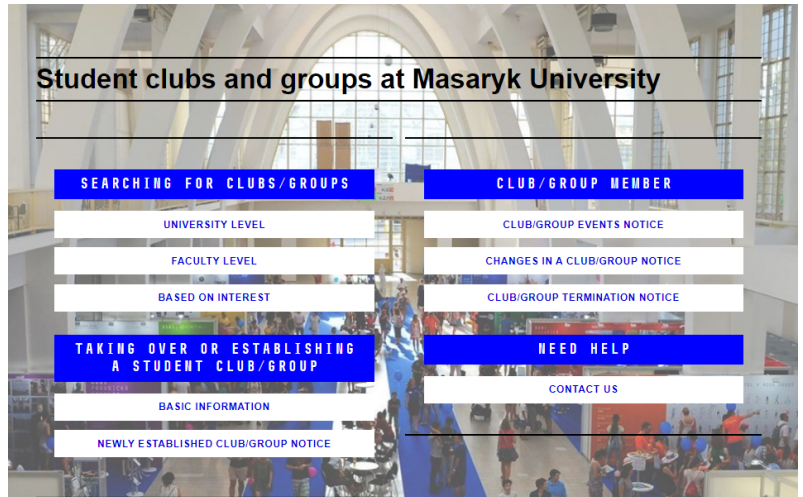 Student clubs and groups at Masaryk University
SEARCHING FOR CLUBS/GROUPS
UNIVERSITY LEVEL
FACULTY LEVEL
BASED ON INTEREST
TAKING OVER OR ESTABLISHING
A STUDENT CLUB/GROUP
BASIC INFORMATION
NEWLY ESTABLISHED CLUB/GROUP NOTICE
CLUB/GROUP MEMBER
CLUB/GROUP EVENTS NOTICE
CHANGES IN A CLUB/GROUP NOTICE
CLUB/GROUP TERMINATION NOTICE
NEED HELP
CONTACT US